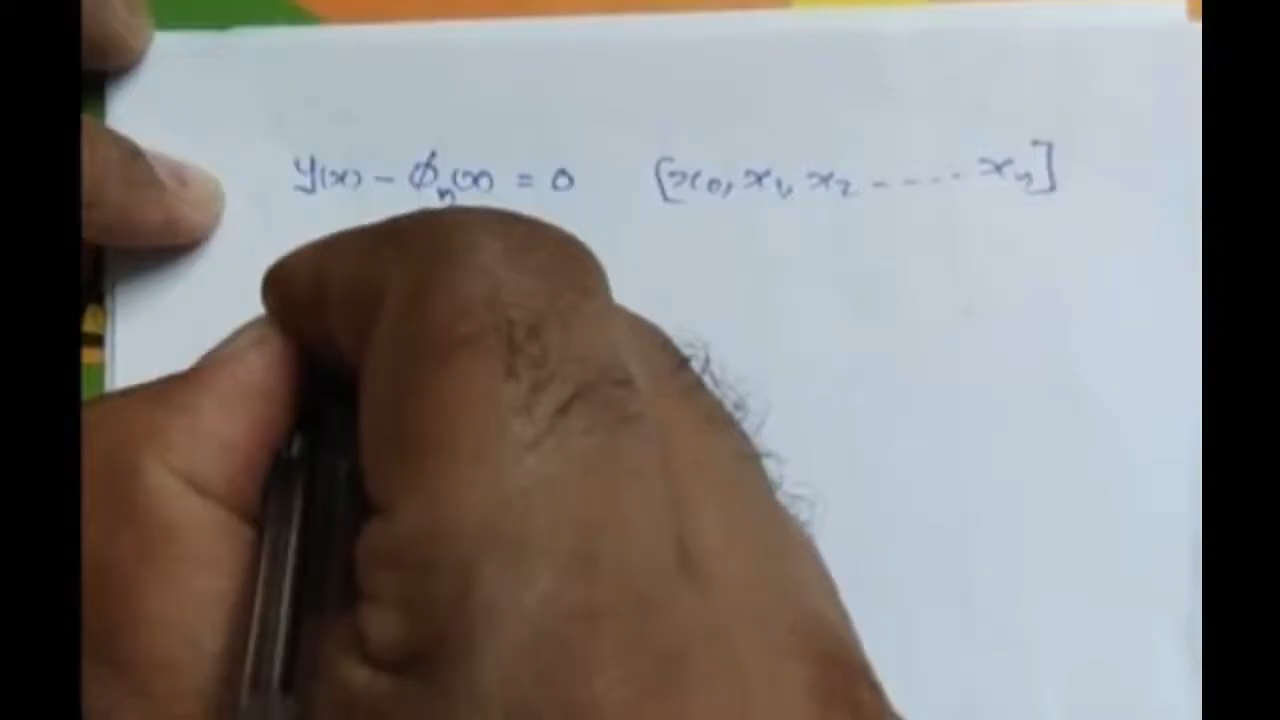 y(x) - ϕn(x) = 0 [x0, x1, x2 ----... xn]